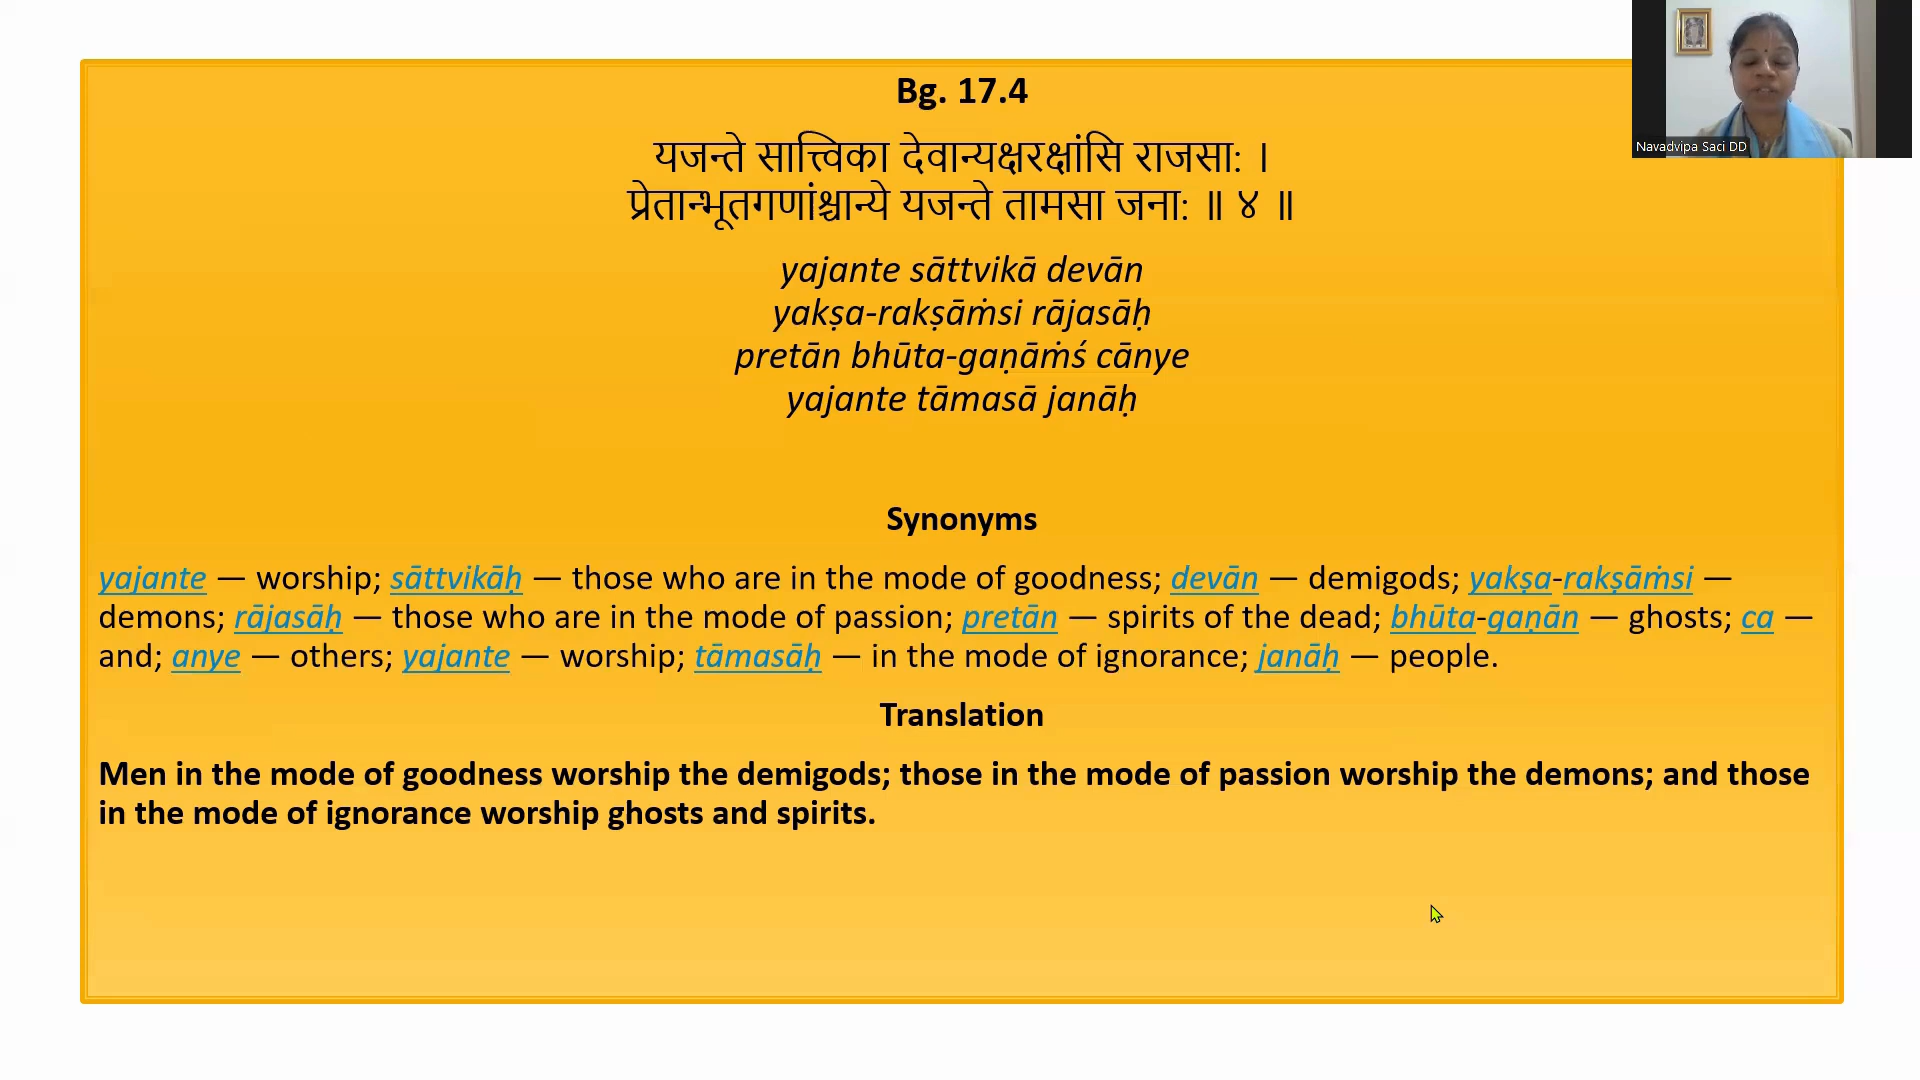 Bg. 17.4
यजन्ते सात्त्विका देवान्यक्षरक्षांसि राजसाः ।
प्रेतान्भूतगणांश्चान्ये यजन्ते तामसा जनाः ॥ ४ ॥
yajante sāttvikā devān
yakṣa-rakṣāṁsi rājasāḥ
pretān bhūta-gaṇāṁś cānye
yajante tāmasā janāḥ
Synonyms
yajante — worship; sāttvikāḥ — those who are in the mode of goodness; devān — demigods; yakṣa-rakṣāṁsi —
demons; rājasāḥ — those who are in the mode of passion; pretān — spirits of the dead; bhūta-gaṇān — ghosts; ca —
and; anye — others; yajante — worship; tāmasāḥ — in the mode of ignorance; janāḥ — people.
Translation
Men in the mode of goodness worship the demigods; those in the mode of passion worship the demons; and those
in the mode of ignorance worship ghosts and spirits.
Navadvipa Saci DD